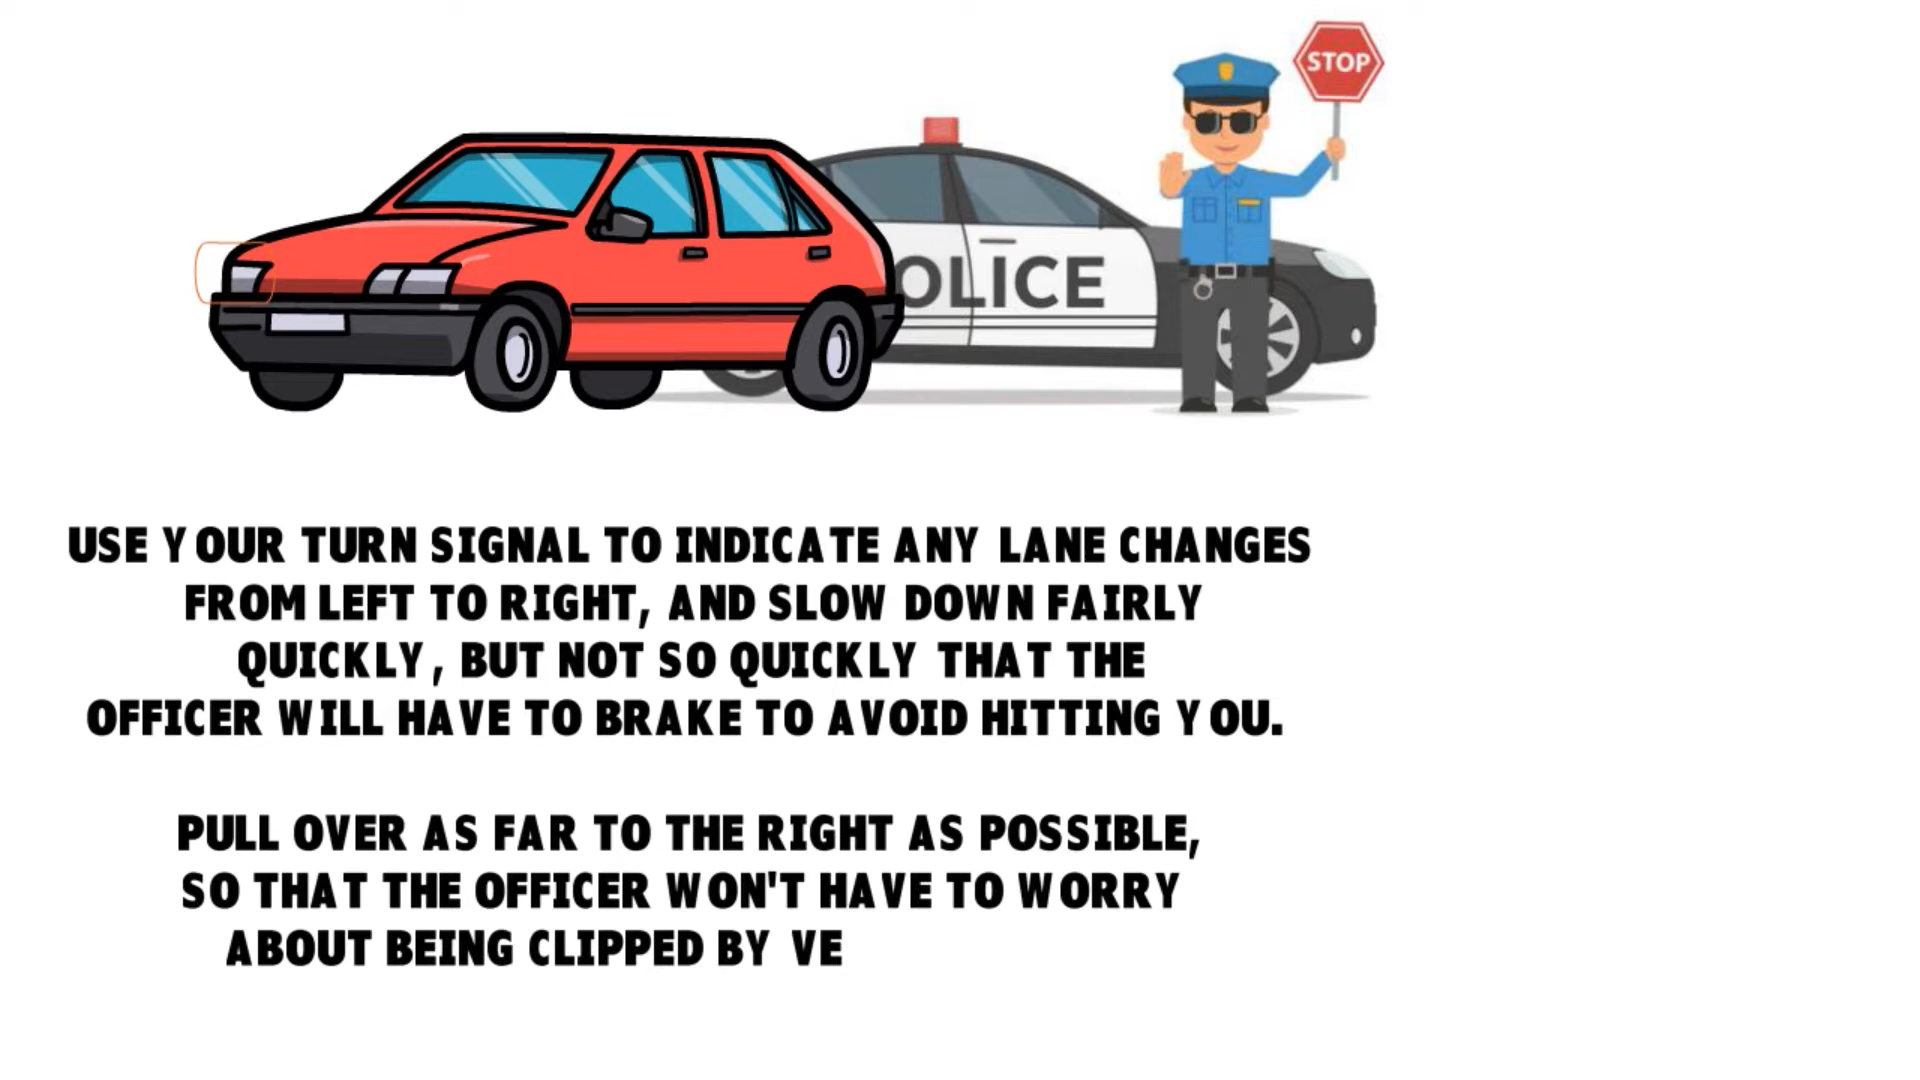 STOP
OLICE
USE YOUR TURN SIGNAL TO INDICATE ANY LANE CHANGES
FROM LEFT TO RIGHT, AND SLOW DOWN FAIRLY
QUICKLY, BUT NOT SO QUICKLY THAT THE
OFFICER WILL HAVE TO BRAKE TO AVOID HITTING YOU.
PULL OVER AS FAR TO THE RIGHT AS POSSIBLE,
SO THAT THE OFFICER WON'T HAVE TO WORRY
ABOUT BEING CLIPPED BY VE